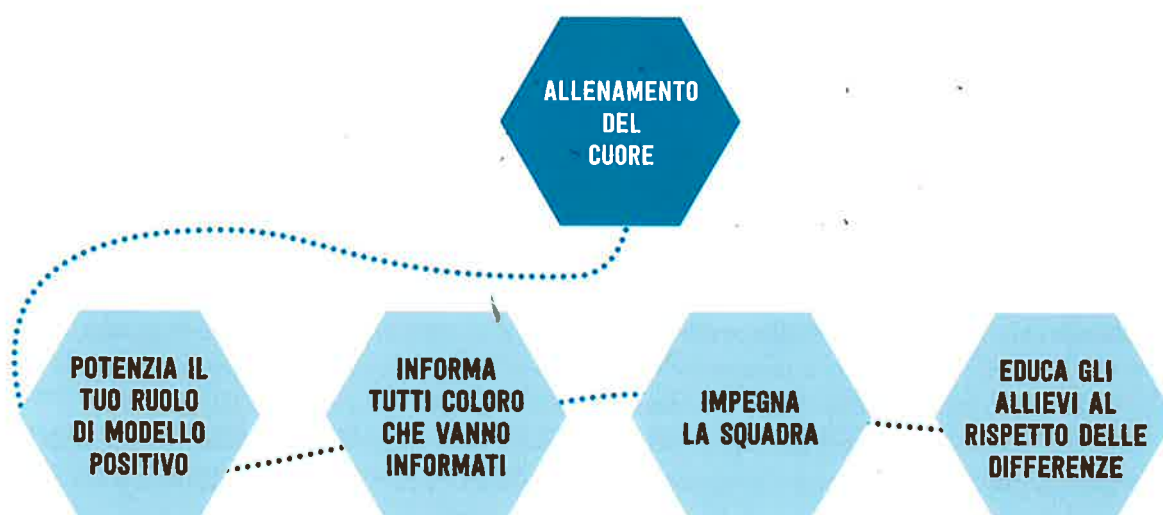 ALLENAMENTO
DEL
CUORE
POTENZIA IL
TUO RUOLO
DI MODELLO
POSITIVO
INFORMA
TUTTI COLORO
CHE VANNO
INFORMATI
IMPEGNA
LA SQUADRA
EDUCA GLI
ALLIEVI AL
RISPETTO DELLE
DIFFERENZE